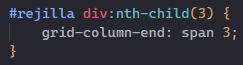 #rejilla div:nth-child(3) {
    grid-column-end: span 3;
}